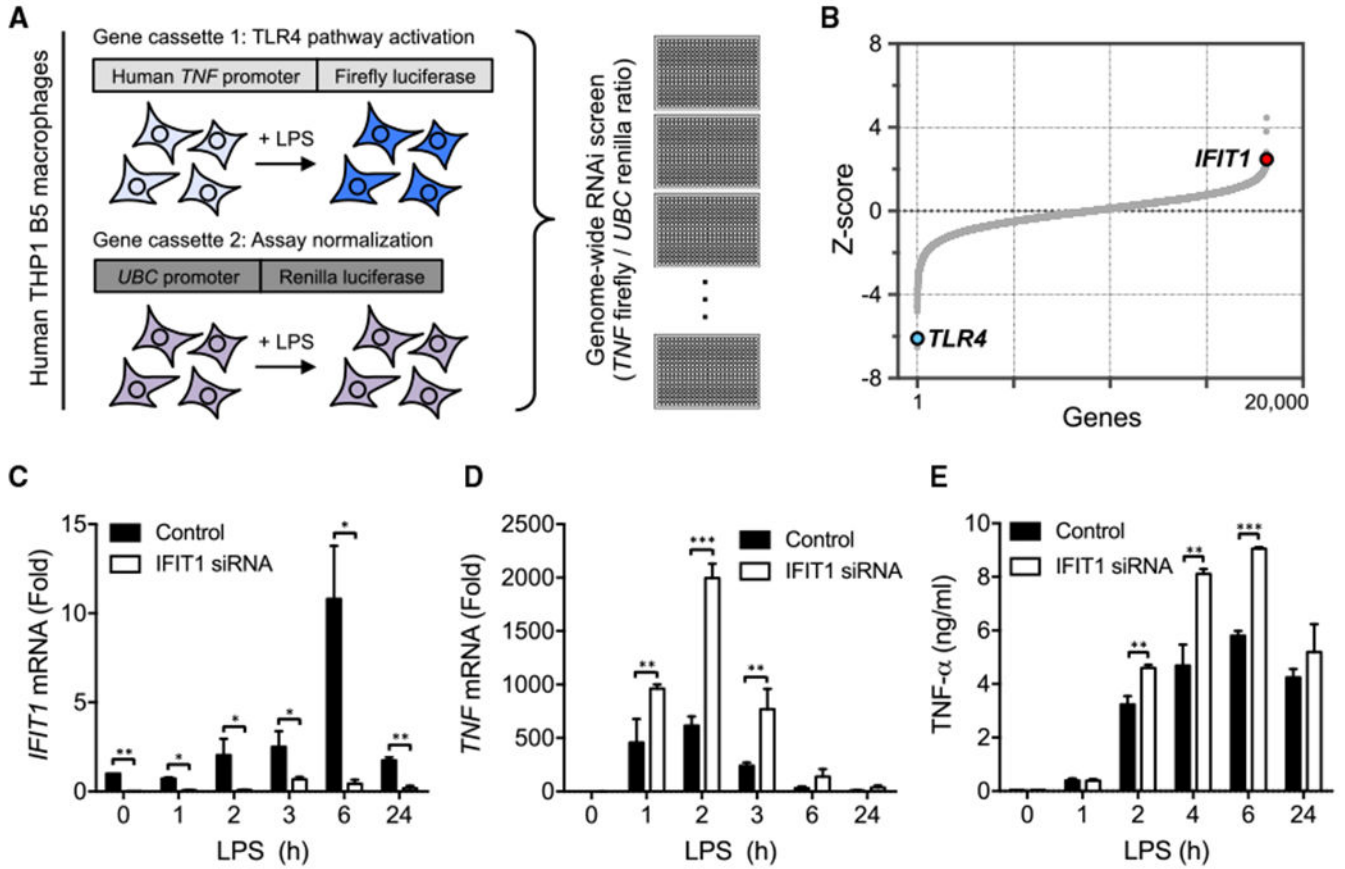 A
Human THP1 B5 macrophages
Gene cassette 1: TLR4 pathway activation
Human TNF promoter
Firefly luciferase
+ LPS
Gene cassette 2: Assay normalization
UBC promoter
Renilla luciferase
+ LPS
Genome-wide RNAi screen
(TNF firefly / UBC renilla ratio)
B
Z-score
8
4
0
-4
-8
IFIT1
TLR4
1
20,000
Genes
C
IFIT1 mRNA (Fold)
15
10
5
0
Control
IFIT1 siRNA
**
*
*
*
*
**
0 1 2 3 6 24
LPS (h)
D
TNF mRNA (Fold)
2500
2000
1500
1000
500
0
Control
IFIT1 siRNA
**
***
**
0 1 2 3 6 24
LPS (h)
E
TNF-α (ng/ml)
10
8
6
4
2
0
Control
IFIT1 siRNA
**
**
***
0 1 2 4 6 24
LPS (h)